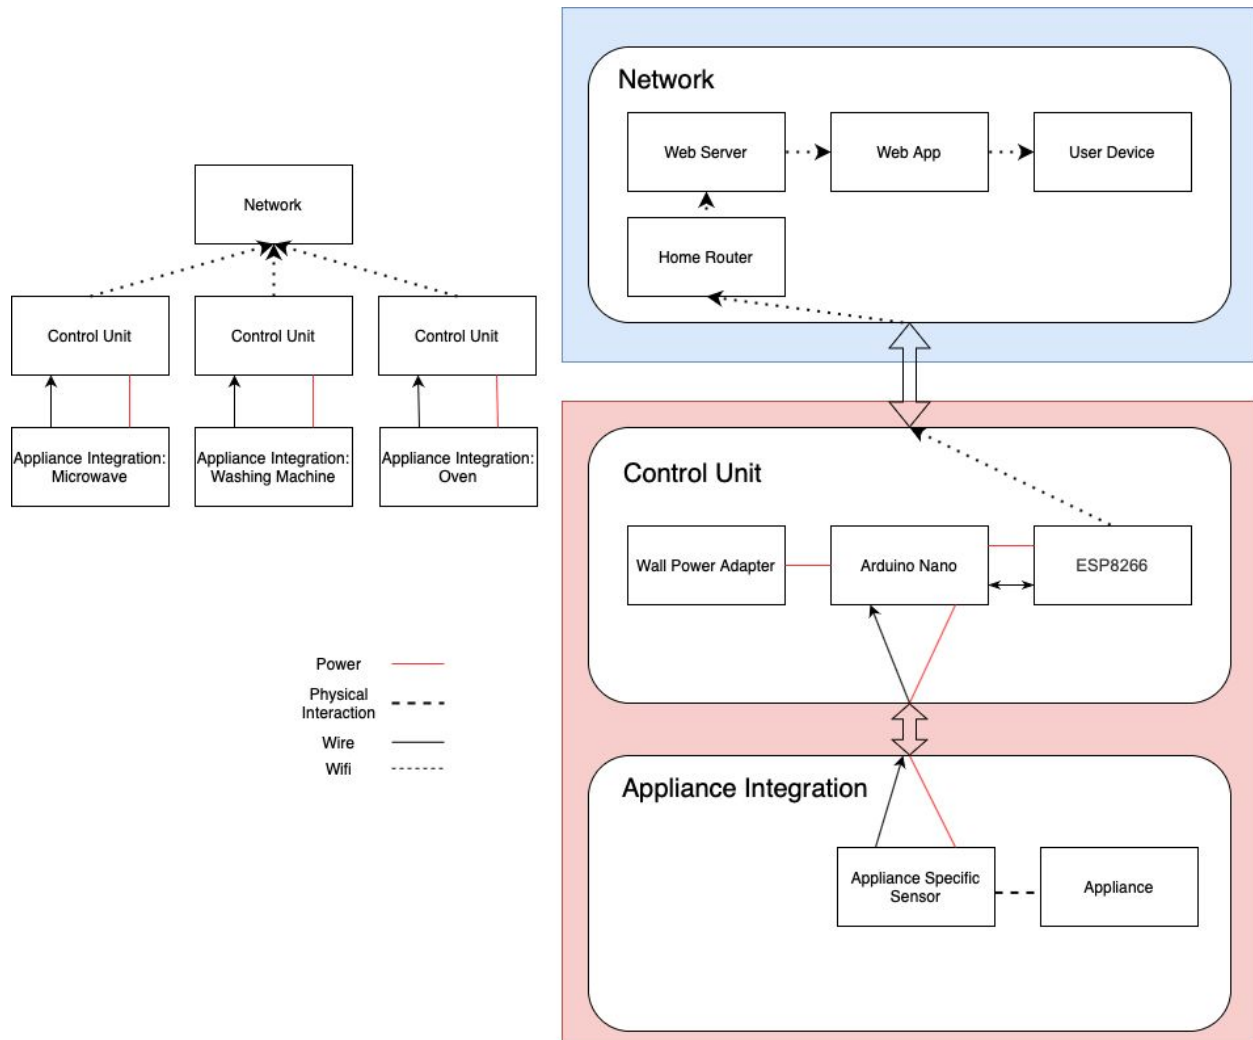 Network
Control Unit
Control Unit
Control Unit
Appliance Integration:
Microwave
Appliance Integration:
Washing Machine
Appliance Integration:
Oven
Power
Physical
Interaction
Wire
Wifi
Network
Web Server
Web App
User Device
Home Router
Control Unit
Wall Power Adapter
Arduino Nano
ESP8266
Appliance Integration
Appliance Specific
Sensor
Appliance